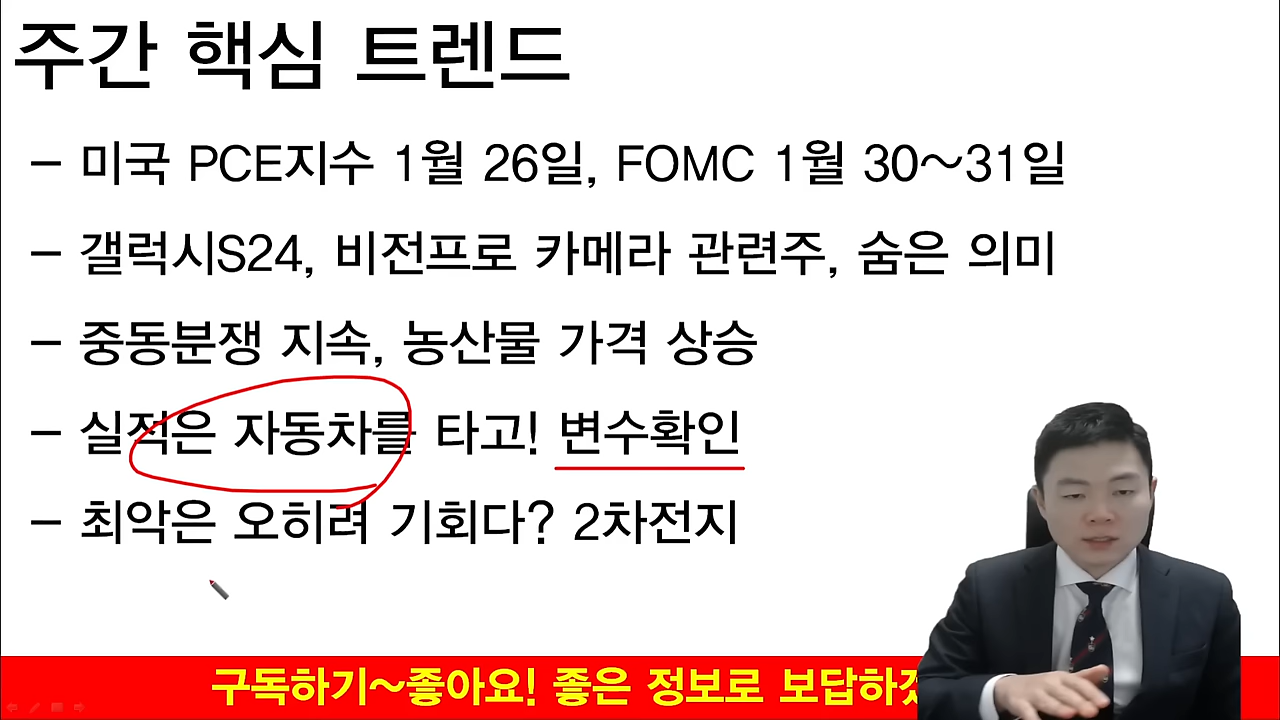 주간 핵심 트렌드
– 미국 PCE지수 1월 26일, FOMC 1월 30~31일
– 갤럭시S24, 비전프로 카메라 관련주, 숨은 의미
– 중동분쟁 지속, 농산물 가격 상승
– 실적은 자동차를 타고! 변수확인
– 최악은 오히려 기회다? 2차전지
구독하기~좋아요! 좋은 정보로 보답하겠